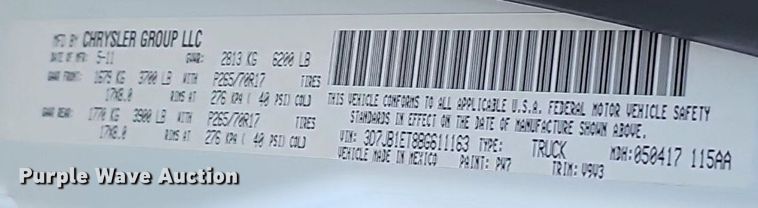 MFD BY CHRYSLER GROUP LLC
DATE OF MFR: 5-11 GVWR: 2813 KG 6200 LB
GAWR FRONT: 1679 KG 3700 LB WITH P265/70R17 TIRES
17X8.0 RIMS AT 276 KPA ( 40 PSI) COLD
GAWR REAR: 1770 KG 3900 LB WITH P265/70R17 TIRES
17X8.0 RIMS AT 276 KPA ( 40 PSI) COLD
THIS VEHICLE CONFORMS TO ALL APPLICABLE U.S.A. FEDERAL MOTOR VEHICLE SAFETY
STANDARDS IN EFFECT ON THE DATE OF MANUFACTURE SHOWN ABOVE.
VIN: 3D7JB1ET8BG611163 TYPE: TRUCK MDH: 050417 115AA
VEHICLE MADE IN MEXICO PAINT: PW7 TRIM: V9V3
Purple Wave Auction